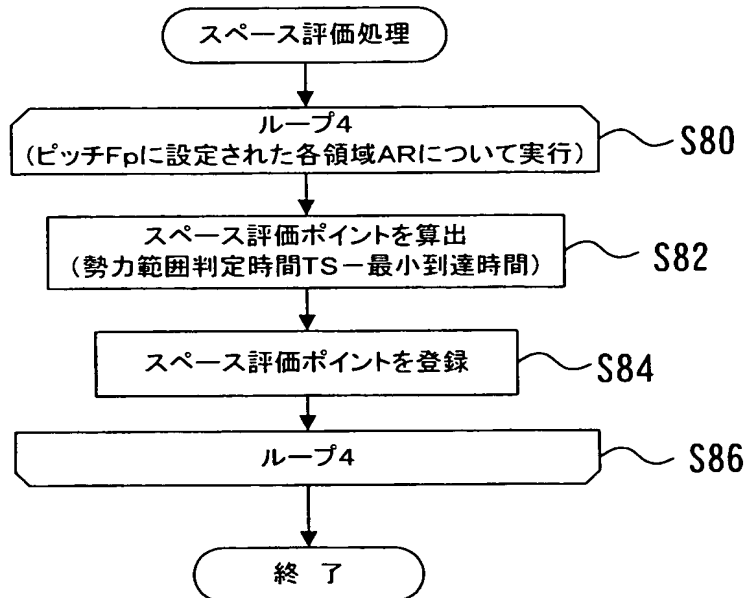 スペース評価処理
ループ4
（ピッチFpに設定された各領域ARについて実行）
S80
スペース評価ポイントを算出
（勢力範囲判定時間TS－最小到達時間）
S82
スペース評価ポイントを登録
S84
ループ4
S86
終 了